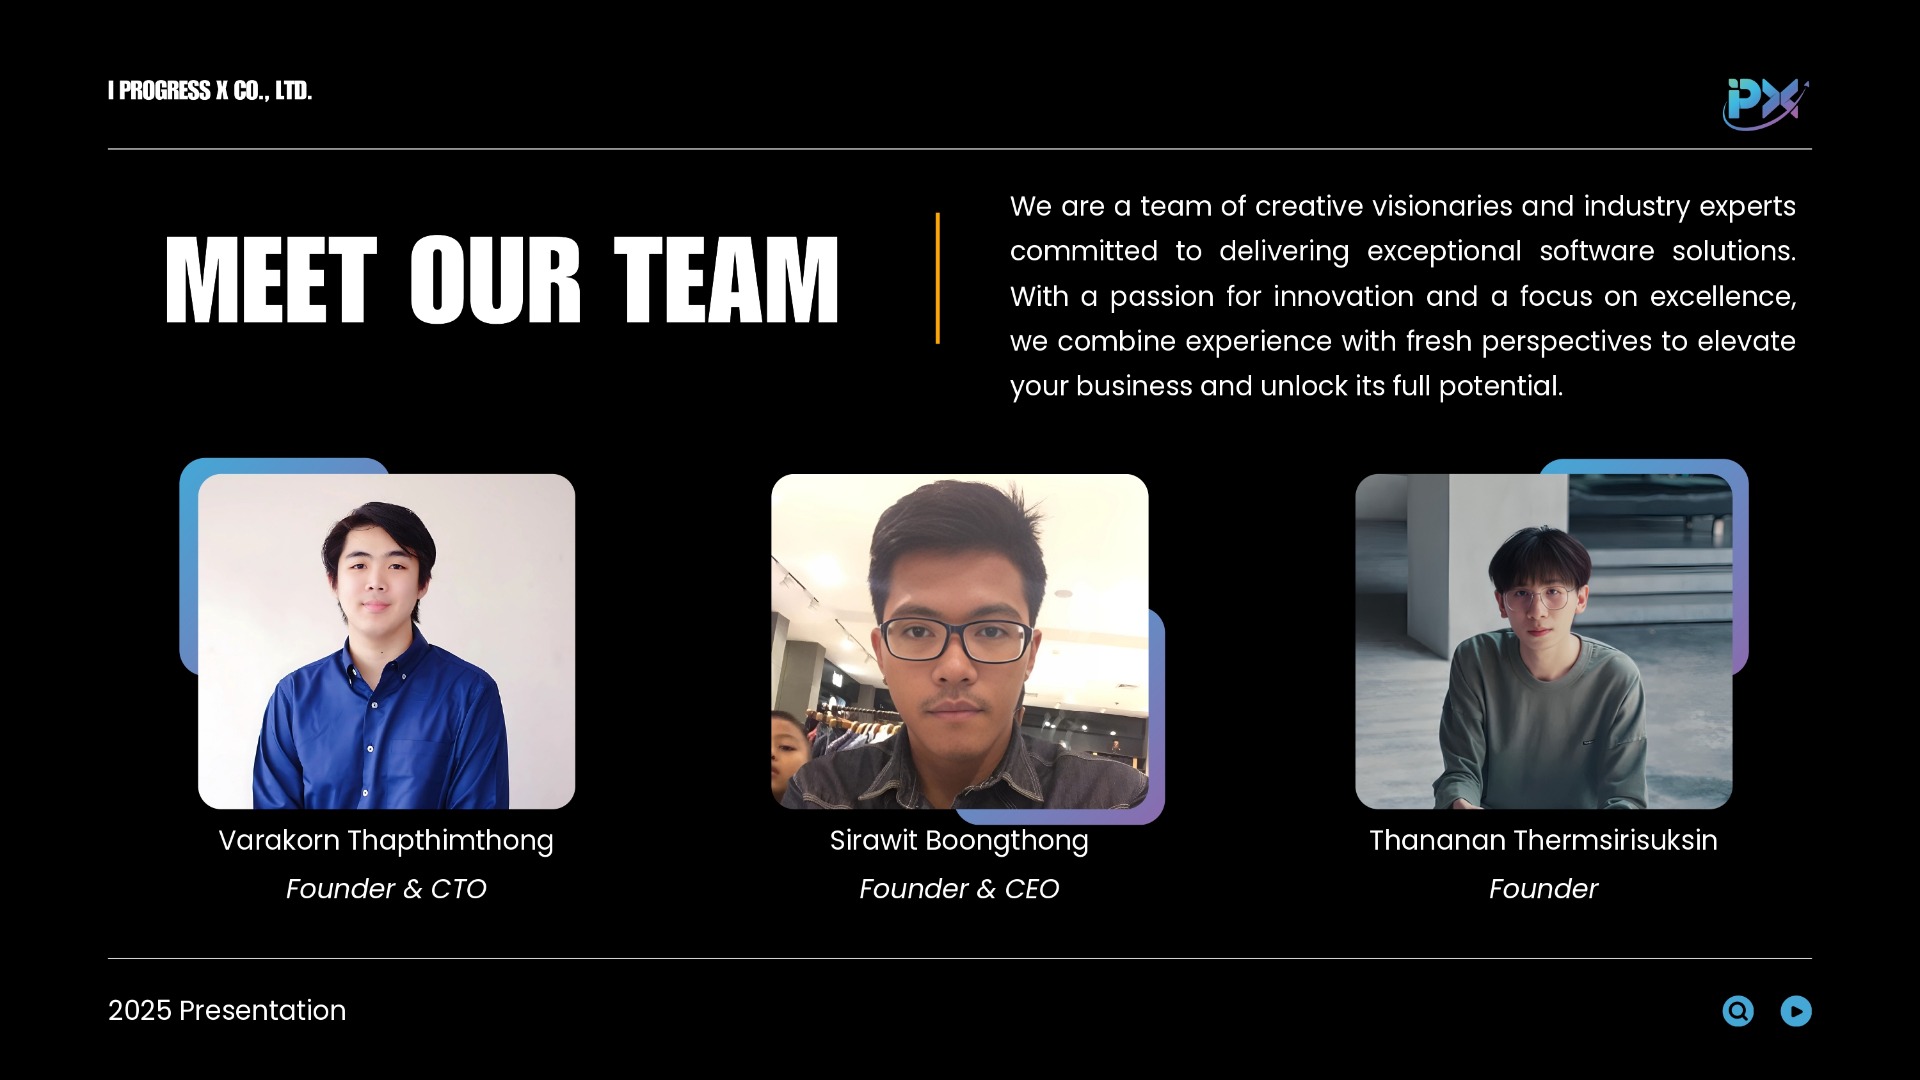 I PROGRESS X CO., LTD.
iPX
MEET OUR TEAM
We are a team of creative visionaries and industry experts
committed to delivering exceptional software solutions.
With a passion for innovation and a focus on excellence,
we combine experience with fresh perspectives to elevate
your business and unlock its full potential.
Varakorn Thapthimthong
Founder & CTO
Sirawit Boongthong
Founder & CEO
Thananan Thermsirisuksin
Founder
2025 Presentation